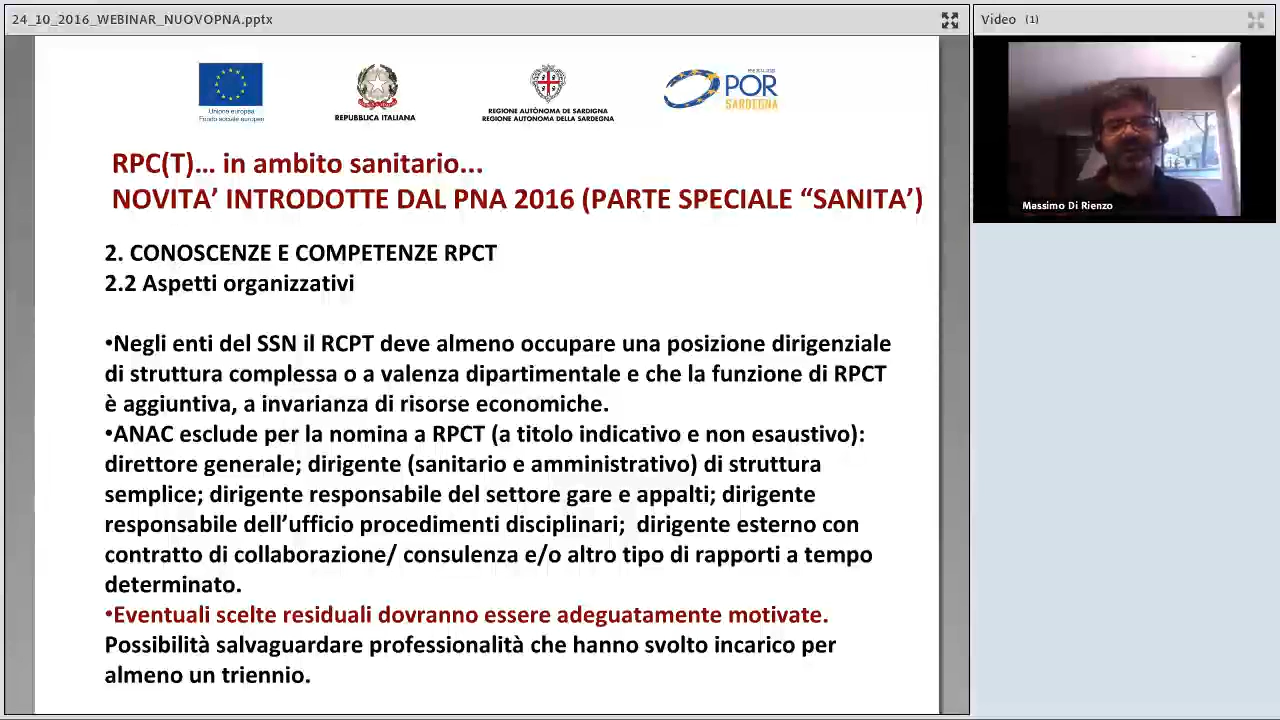 24_10_2016_WEBINAR_NUOVOPNA.pptx
Video (1)
Unione europea
Fondo sociale europeo
REPUBBLICA ITALIANA
REGIONE AUTÒNOMA DE SARDIGNA
REGIONE AUTONOMA DELLA SARDEGNA
POR
SARDEGNA
Massimo Di Rienzo
RPC(T)... in ambito sanitario...
NOVITA’ INTRODOTTE DAL PNA 2016 (PARTE SPECIALE “SANITA’)
2. CONOSCENZE E COMPETENZE RPCT
2.2 Aspetti organizzativi
•Negli enti del SSN il RCPT deve almeno occupare una posizione dirigenziale
di struttura complessa o a valenza dipartimentale e che la funzione di RPCT
è aggiuntiva, a invarianza di risorse economiche.
•ANAC esclude per la nomina a RPCT (a titolo indicativo e non esaustivo):
direttore generale; dirigente (sanitario e amministrativo) di struttura
semplice; dirigente responsabile del settore gare e appalti; dirigente
responsabile dell’ufficio procedimenti disciplinari; dirigente esterno con
contratto di collaborazione/ consulenza e/o altro tipo di rapporti a tempo
determinato.
•Eventuali scelte residuali dovranno essere adeguatamente motivate.
Possibilità salvaguardare professionalità che hanno svolto incarico per
almeno un triennio.